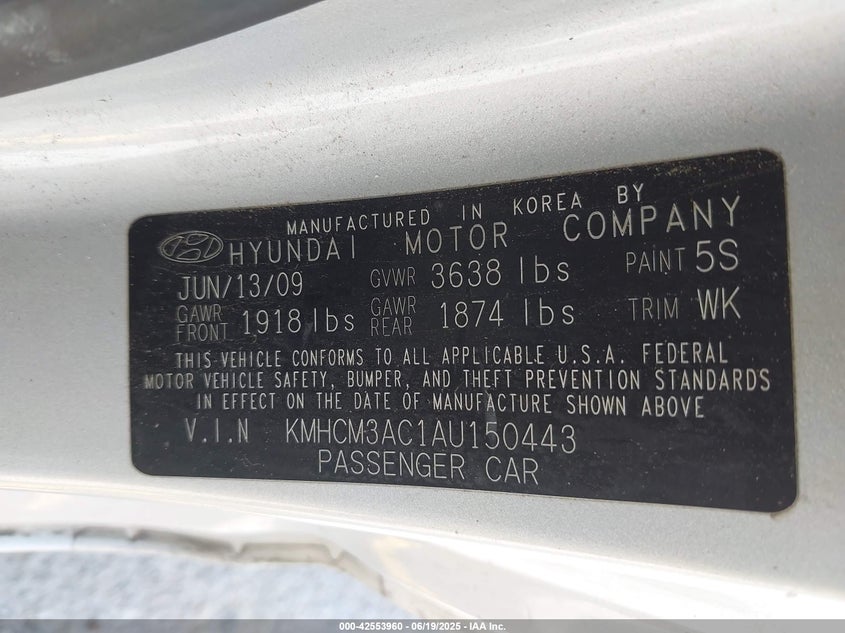 MANUFACTURED IN KOREA BY
HYUNDAI MOTOR COMPANY
JUN/13/09 GVWR 3638 lbs PAINT 5S
GAWR FRONT 1918 lbs GAWR REAR 1874 lbs TRIM WK
THIS VEHICLE CONFORMS TO ALL APPLICABLE U.S.A. FEDERAL
MOTOR VEHICLE SAFETY, BUMPER, AND THEFT PREVENTION STANDARDS
IN EFFECT ON THE DATE OF MANUFACTURE SHOWN ABOVE
V.I.N KMHCM3AC1AU150443
PASSENGER CAR
000-42553960 - 06/19/2025 - IAA Inc.